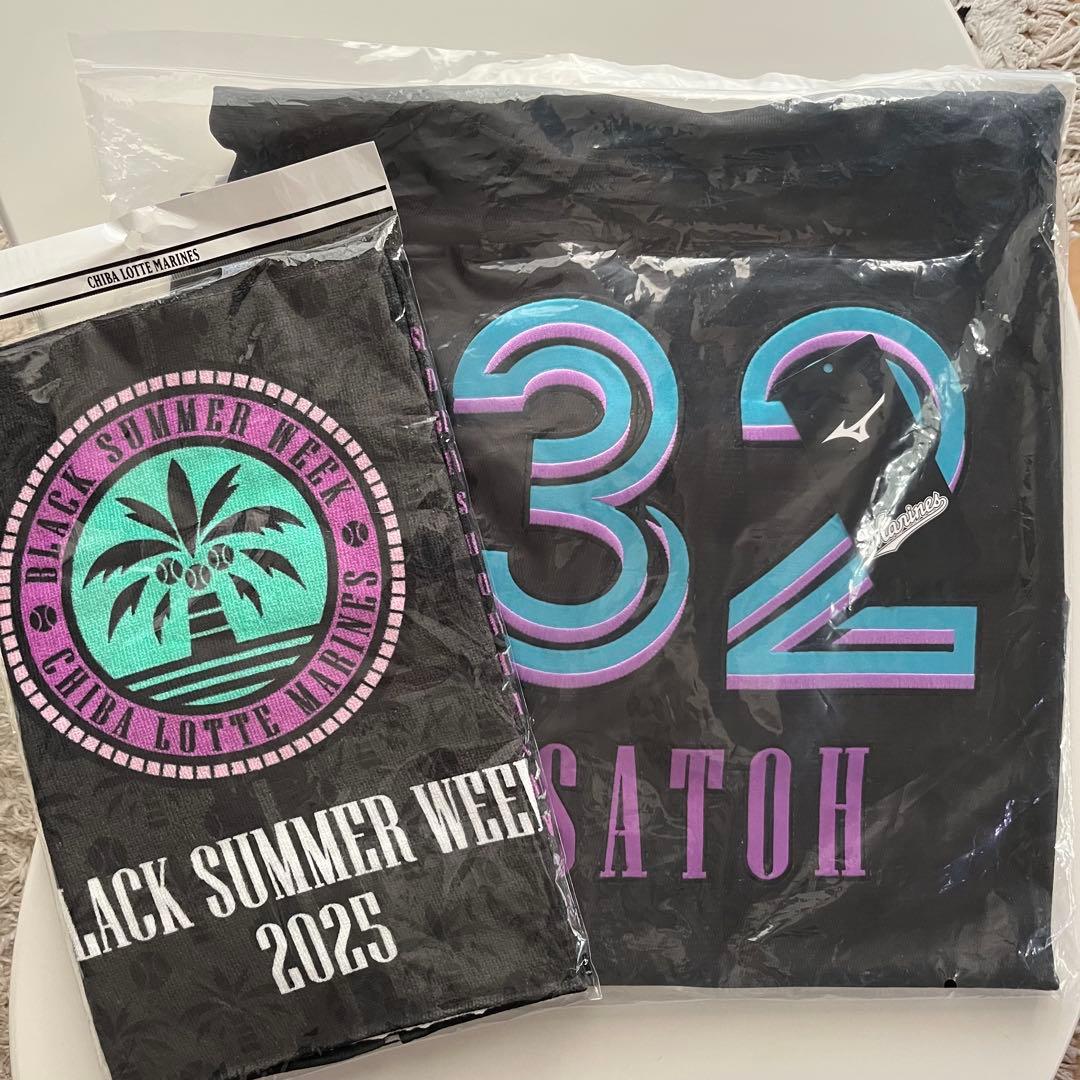 CHIBA LOTTE MARINES
BLACK SUMMER WEEK
CHIBA LOTTE MARINES
LACK SUMMER WEE
2025
32
Marines
SATOH